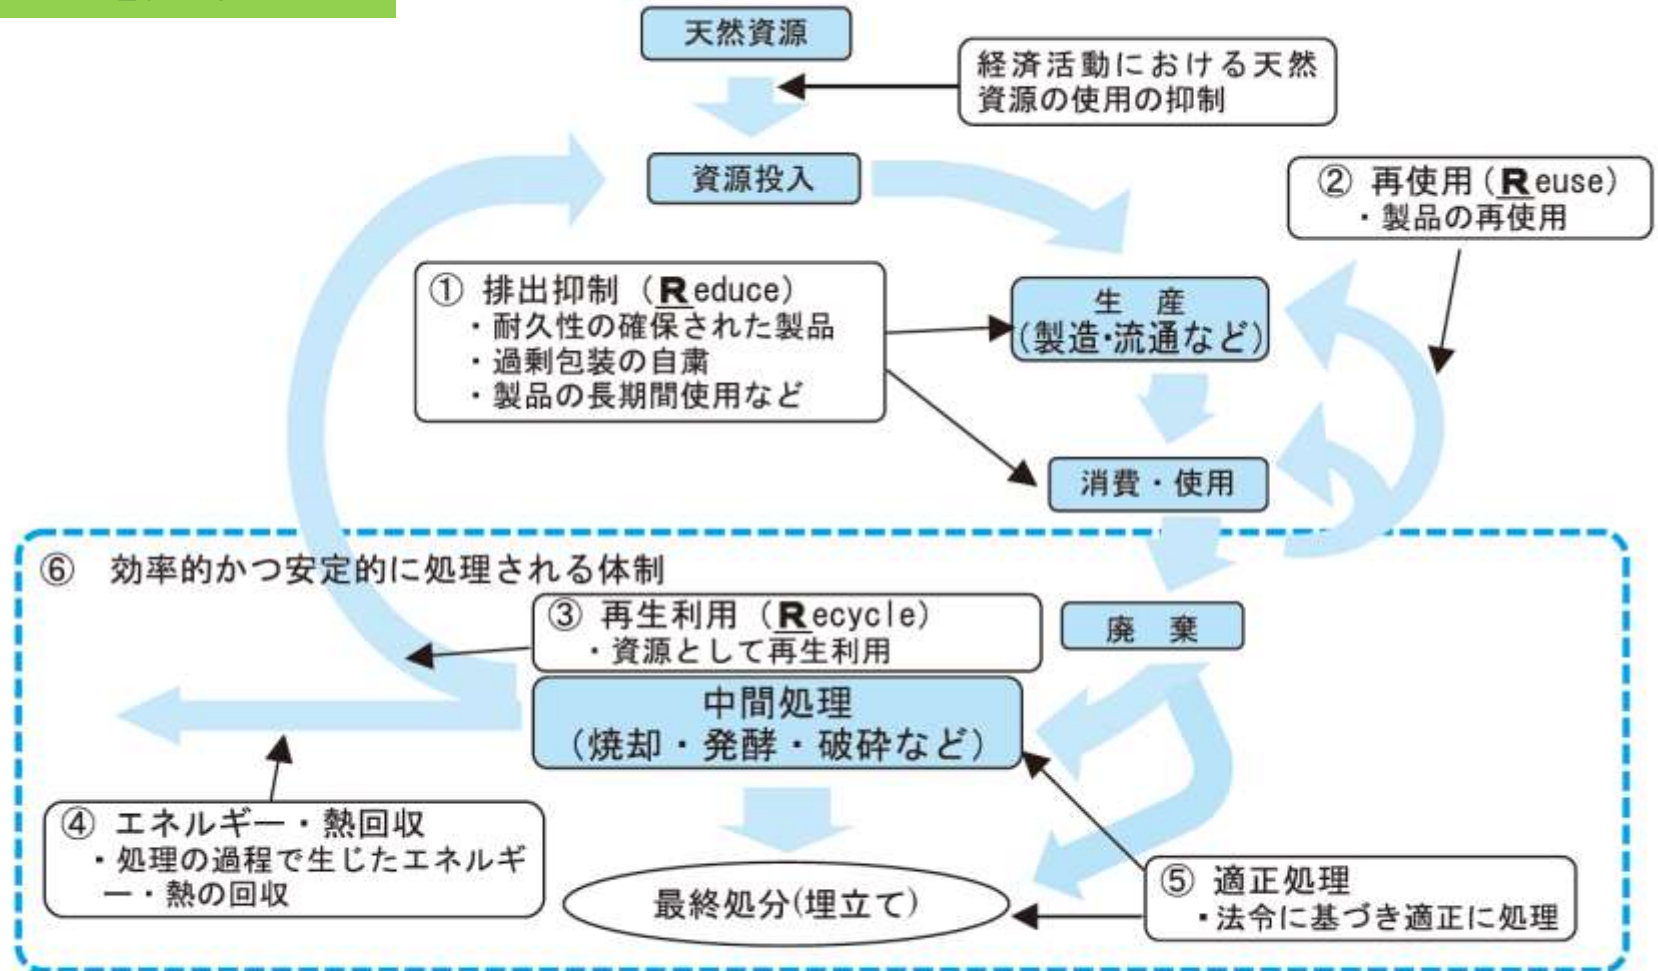 天然資源
経済活動における天然
資源の使用の抑制
資源投入
② 再使用(Reuse)
・製品の再使用
① 排出抑制(Reduce)
・耐久性の確保された製品
・過剰包装の自粛
・製品の長期間使用など
生 産
(製造・流通など)
消費・使用
⑥ 効率的かつ安定的に処理される体制
③ 再生利用(Recycle)
・資源として再生利用
廃 棄
中間処理
(焼却・発酵・破砕など)
④ エネルギー・熱回収
・処理の過程で生じたエネルギ
ー・熱の回収
最終処分(埋立て)
⑤ 適正処理
・法令に基づき適正に処理